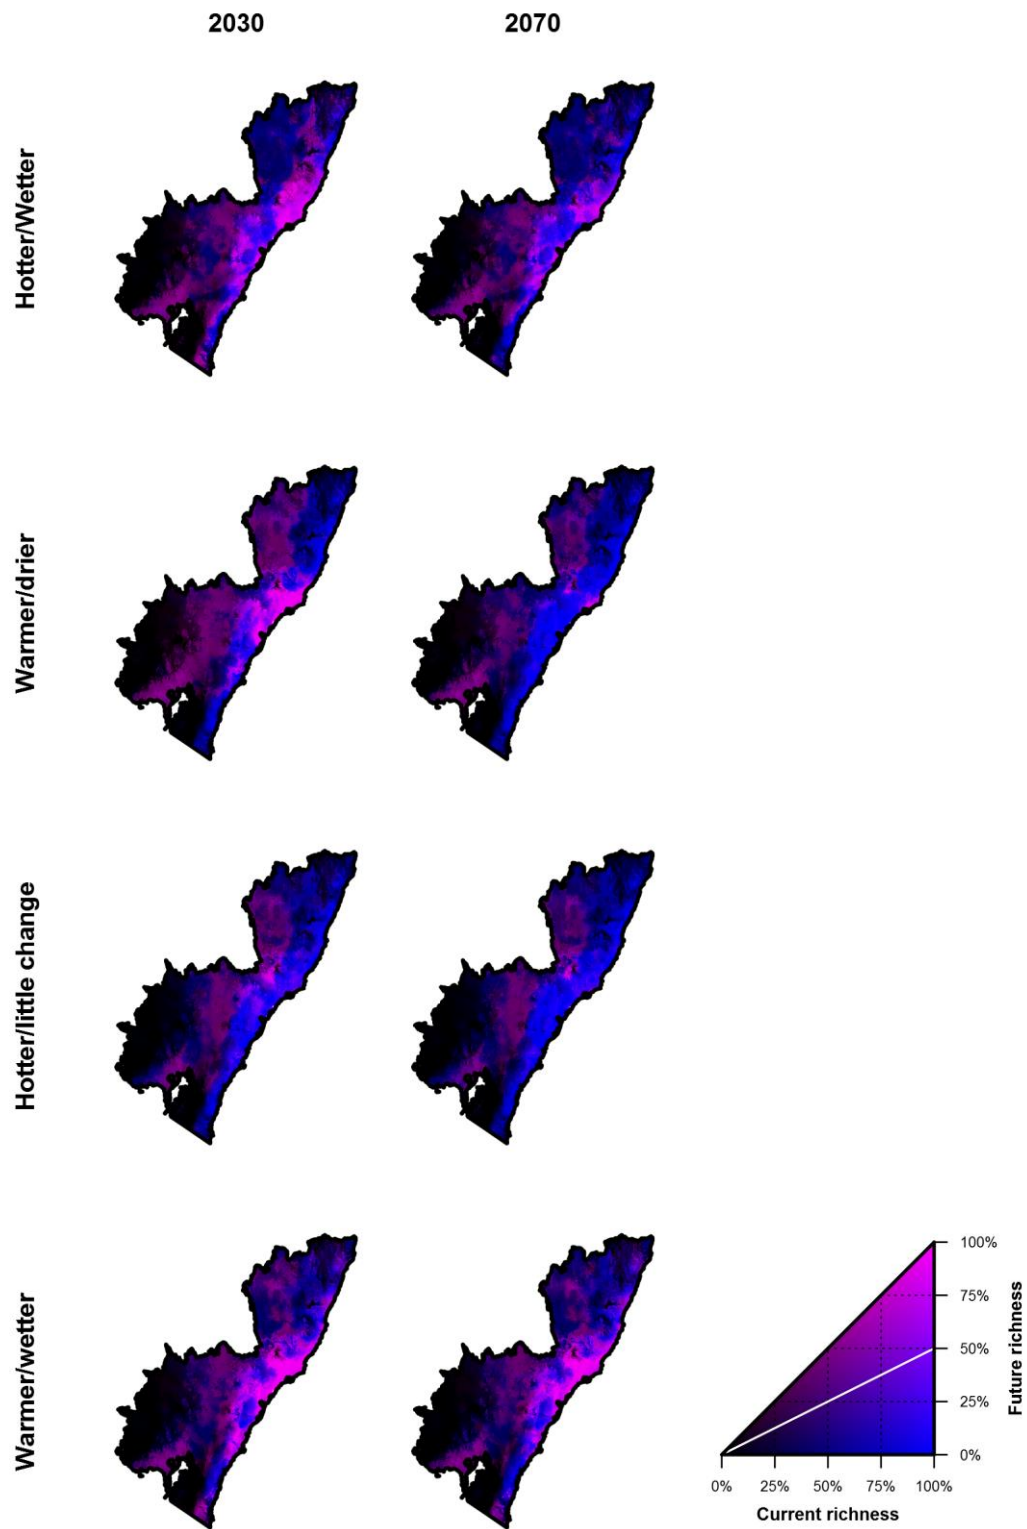 2030 2070
Hotter/Wetter
Warmer/drier
Hotter/little change
Warmer/wetter
100%
75%
50%
25%
0%
Future richness
0% 25% 50% 75% 100%
Current richness